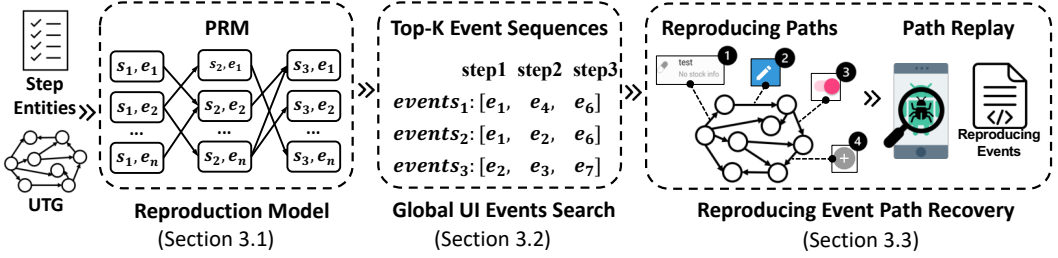 Step
Entities
UTG
PRM
s₁, e₁
s₂, e₁
s₃, e₁
s₁, e₂
s₂, e₂
s₃, e₂
...
...
...
s₁, eₙ
s₂, eₙ
s₃, eₙ
Reproduction Model
(Section 3.1)
Top-K Event Sequences
step1 step2 step3
events₁: [e₁, e₄, e₆]
events₂: [e₁, e₂, e₆]
events₃: [e₂, e₃, e₇]
Global UI Events Search
(Section 3.2)
Reproducing Paths
1
test
No stock info
2
3
4
+
Path Replay
</>
Reproducing
Events
Reproducing Event Path Recovery
(Section 3.3)